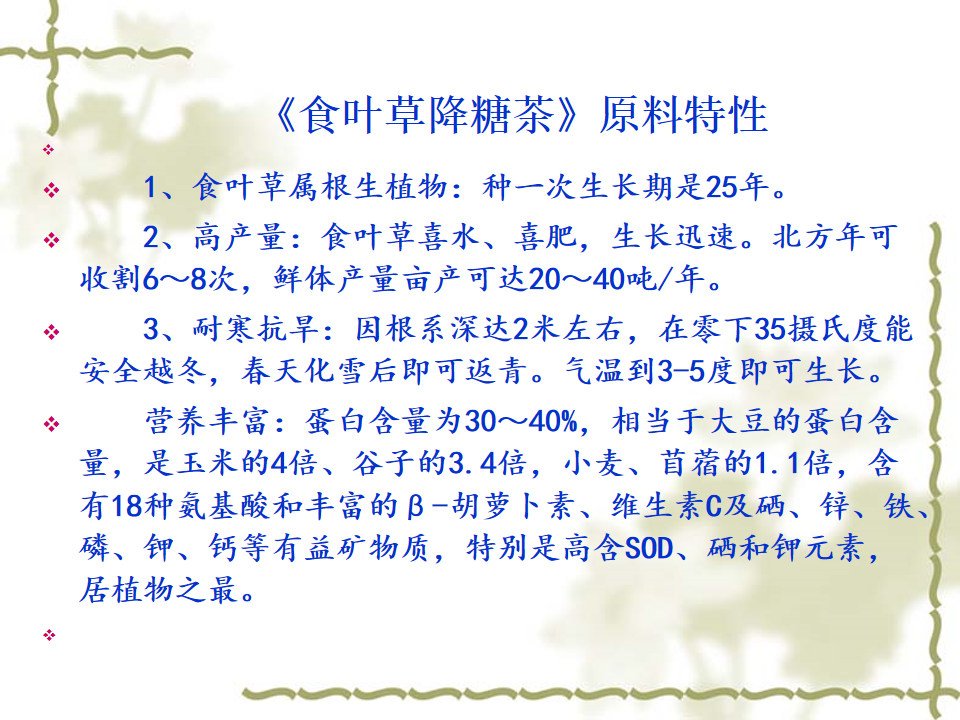 《食叶草降糖茶》原料特性
1、食叶草属根生植物：种一次生长期是25年。
2、高产量：食叶草喜水、喜肥，生长迅速。北方年可
收割6～8次，鲜体产量亩产可达20～40吨/年。
3、耐寒抗旱：因根系深达2米左右，在零下35摄氏度能
安全越冬，春天化雪后即可返青。气温到3-5度即可生长。
营养丰富：蛋白含量为30～40%，相当于大豆的蛋白含
量，是玉米的4倍、谷子的3.4倍，小麦、苜蓿的1.1倍，含
有18种氨基酸和丰富的β-胡萝卜素、维生素C及硒、锌、铁、
磷、钾、钙等有益矿物质，特别是高含SOD、硒和钾元素，
居植物之最。